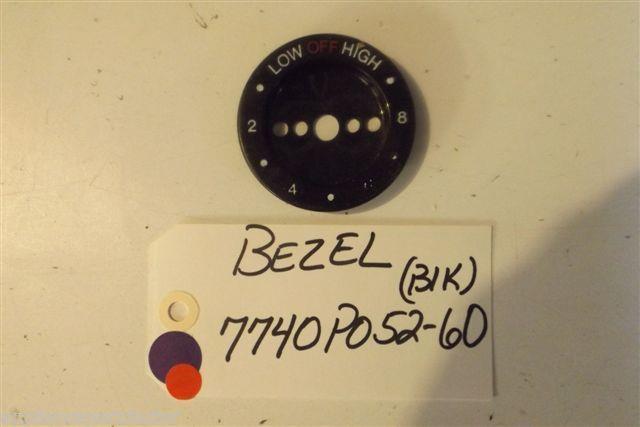 LOW OFF HIGH
2 8
4
BEZEL
(BlK)
7740P052-60